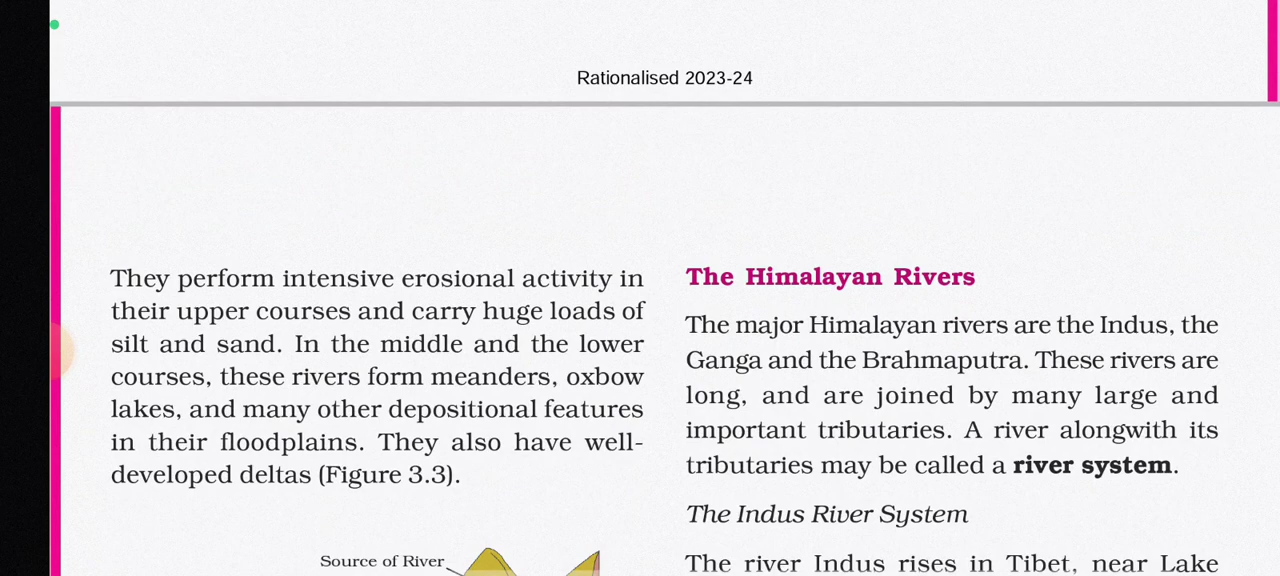 Rationalised 2023-24
They perform intensive erosional activity in
their upper courses and carry huge loads of
silt and sand. In the middle and the lower
courses, these rivers form meanders, oxbow
lakes, and many other depositional features
in their floodplains. They also have well-
developed deltas (Figure 3.3).
Source of River
The Himalayan Rivers
The major Himalayan rivers are the Indus, the
Ganga and the Brahmaputra. These rivers are
long, and are joined by many large and
important tributaries. A river alongwith its
tributaries may be called a river system.
The Indus River System
The river Indus rises in Tibet, near Lake